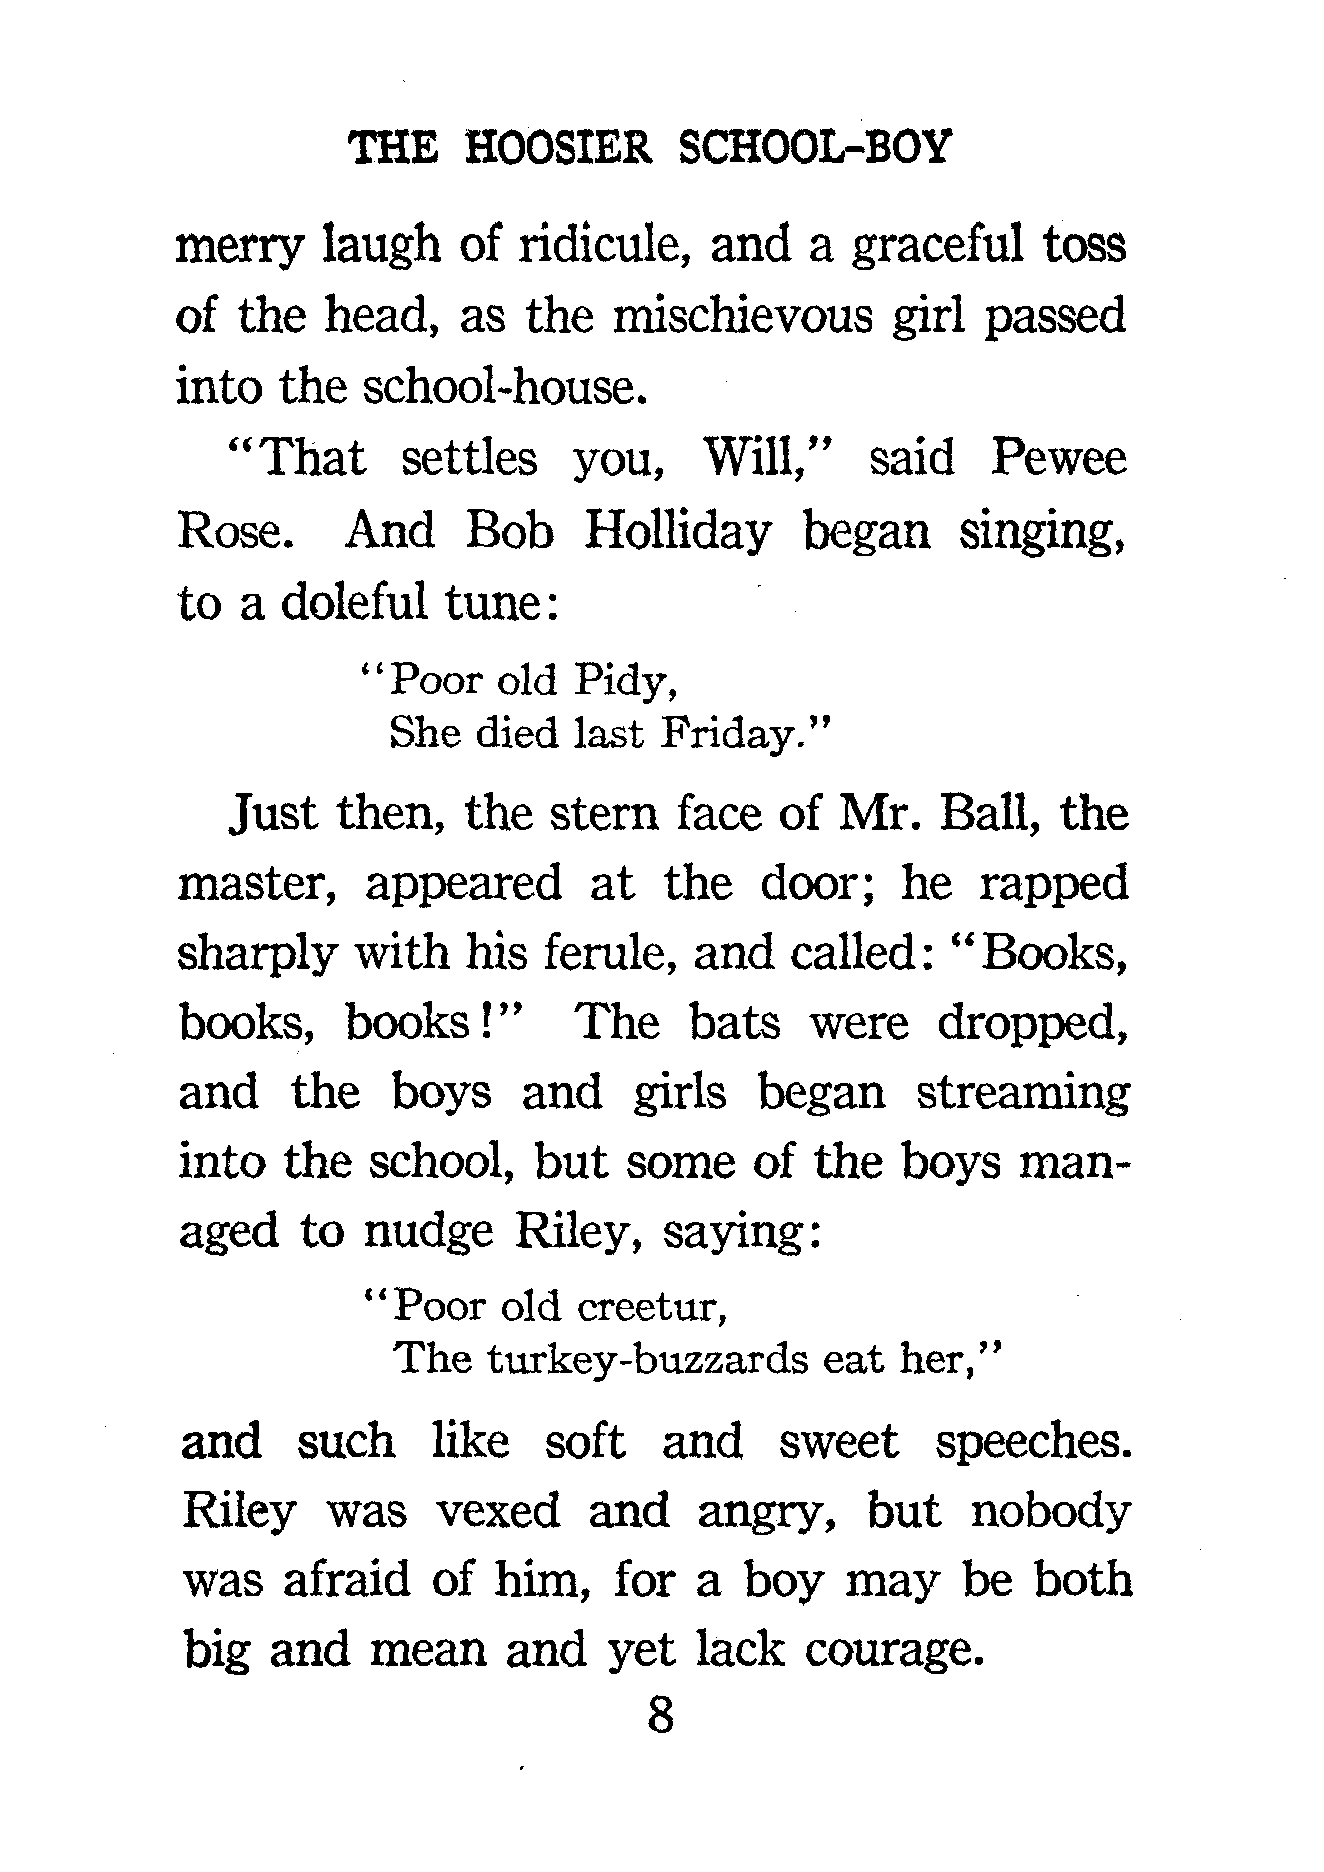 THE HOOSIER SCHOOL-BOY
merry laugh of ridicule, and a graceful toss
of the head, as the mischievous girl passed
into the school-house.
"That settles you, Will," said Pewee
Rose. And Bob Holliday began singing,
to a doleful tune:
"Poor old Pidy,
She died last Friday."
Just then, the stern face of Mr. Ball, the
master, appeared at the door; he rapped
sharply with his ferule, and called: "Books,
books, books!" The bats were dropped,
and the boys and girls began streaming
into the school, but some of the boys man-
aged to nudge Riley, saying:
"Poor old creetur,
The turkey-buzzards eat her,"
and such like soft and sweet speeches.
Riley was vexed and angry, but nobody
was afraid of him, for a boy may be both
big and mean and yet lack courage.
8